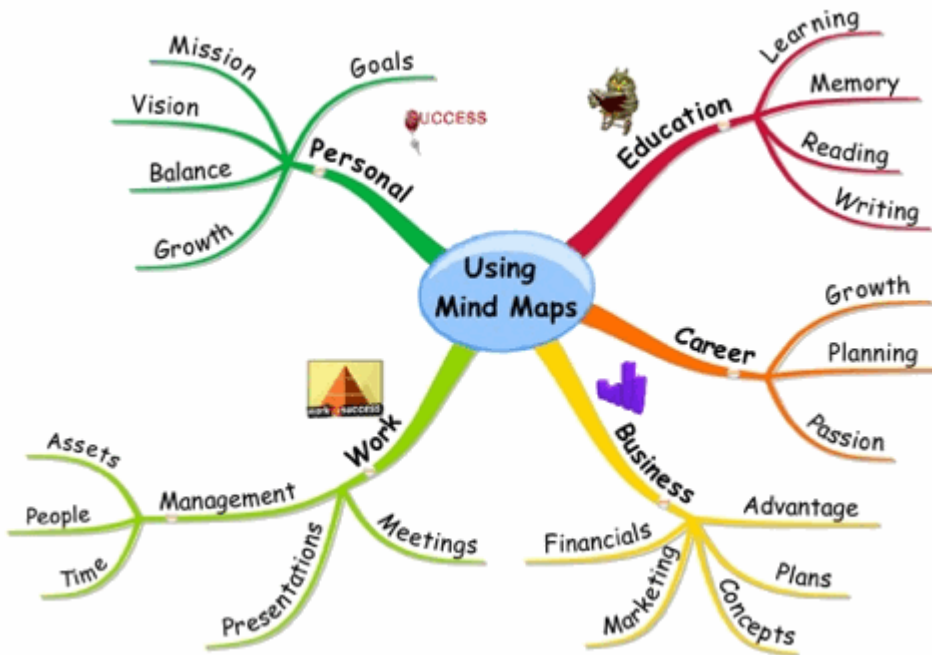 Using
Mind Maps
Personal
Mission
Vision
Balance
Growth
Goals
SUCCESS
Education
Learning
Memory
Reading
Writing
Career
Growth
Planning
Passion
Business
Advantage
Plans
Concepts
Marketing
Financials
Work
success
Meetings
Presentations
Management
Assets
People
Time